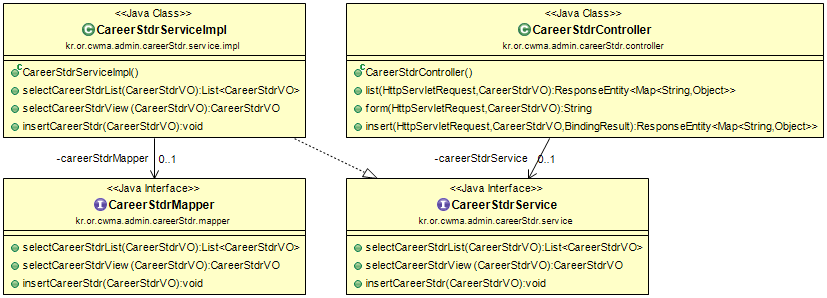 <<Java Class>>
CareerStdrServiceImpl
kr.or.cwma.admin.careerStdr.service.impl
CareerStdrServiceImpl()
selectCareerStdrList(CareerStdrVO):List<CareerStdrVO>
selectCareerStdrView (CareerStdrVO):CareerStdrVO
insertCareerStdr(CareerStdrVO):void
<<Java Class>>
CareerStdrController
kr.or.cwma.admin.careerStdr.controller
CareerStdrController()
list(HttpServletRequest,CareerStdrVO):ResponseEntity<Map<String,Object>>
form(HttpServletRequest,CareerStdrVO):String
insert(HttpServletRequest,CareerStdrVO,BindingResult):ResponseEntity<Map<String,Object>>
-careerStdrMapper 0..1
-careerStdrService 0..1
<<Java Interface>>
CareerStdrMapper
kr.or.cwma.admin.careerStdr.mapper
selectCareerStdrList(CareerStdrVO):List<CareerStdrVO>
selectCareerStdrView (CareerStdrVO):CareerStdrVO
insertCareerStdr(CareerStdrVO):void
<<Java Interface>>
CareerStdrService
kr.or.cwma.admin.careerStdr.service
selectCareerStdrList(CareerStdrVO):List<CareerStdrVO>
selectCareerStdrView (CareerStdrVO):CareerStdrVO
insertCareerStdr(CareerStdrVO):void